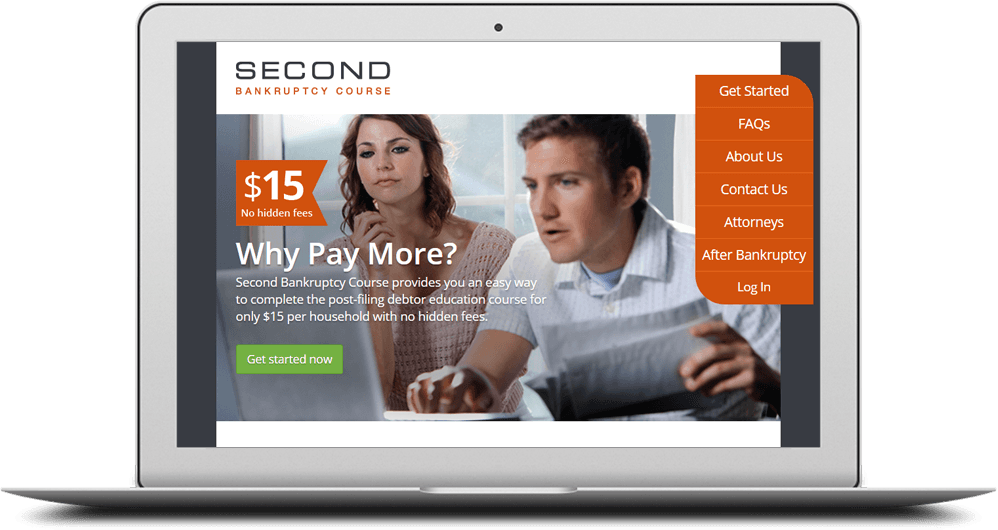 SECOND
BANKRUPTCY COURSE
Get Started
FAQs
About Us
Contact Us
Attorneys
After Bankruptcy
Log In
$15
No hidden fees
Why Pay More?
Second Bankruptcy Course provides you an easy way
to complete the post-filing debtor education course for
only $15 per household with no hidden fees.
Get started now